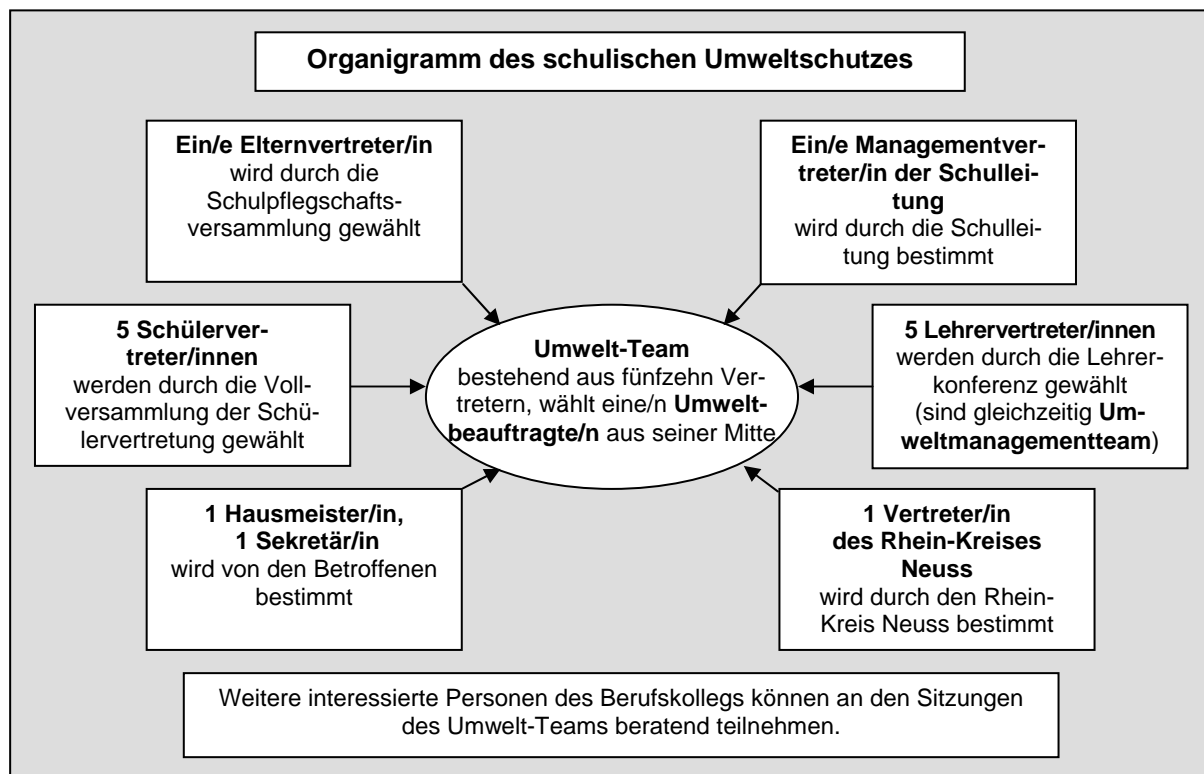 Organigramm des schulischen Umweltschutzes
Ein/e Elternvertreter/in
wird durch die
Schulpflegschafts-
versammlung gewählt
Ein/e Managementver-
treter/in der Schullei-
tung
wird durch die Schullei-
tung bestimmt
5 Schülerver-
treter/innen
werden durch die Voll-
versammlung der Schü-
lervertretung gewählt
Umwelt-Team
bestehend aus fünfzehn Ver-
tretern, wählt eine/n Umwelt-
beauftragte/n aus seiner Mitte
5 Lehrervertreter/innen
werden durch die Lehrer-
konferenz gewählt
(sind gleichzeitig Um-
weltmanagementteam)
1 Hausmeister/in,
1 Sekretär/in
wird von den Betroffenen
bestimmt
1 Vertreter/in
des Rhein-Kreises
Neuss
wird durch den Rhein-
Kreis Neuss bestimmt
Weitere interessierte Personen des Berufskollegs können an den Sitzungen
des Umwelt-Teams beratend teilnehmen.